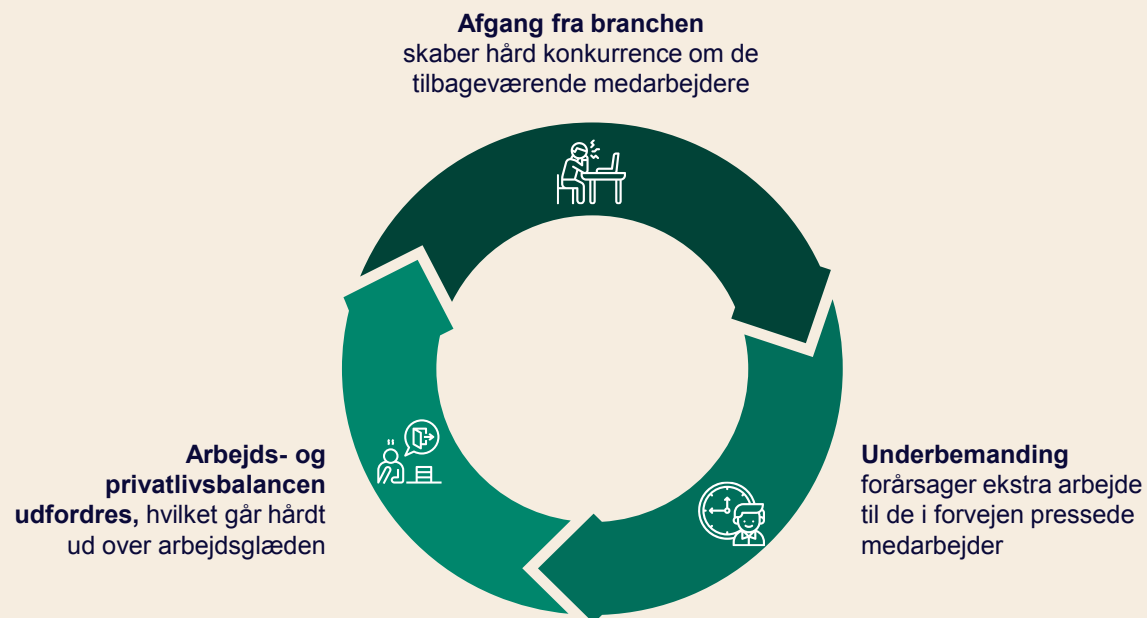 Afgang fra branchen
skaber hård konkurrence om de
tilbageværende medarbejdere
Underbemanding
forårsager ekstra arbejde
til de i forvejen pressede
medarbejder
Arbejds- og
privatlivsbalancen
udfordres, hvilket går hårdt
ud over arbejdsglæden